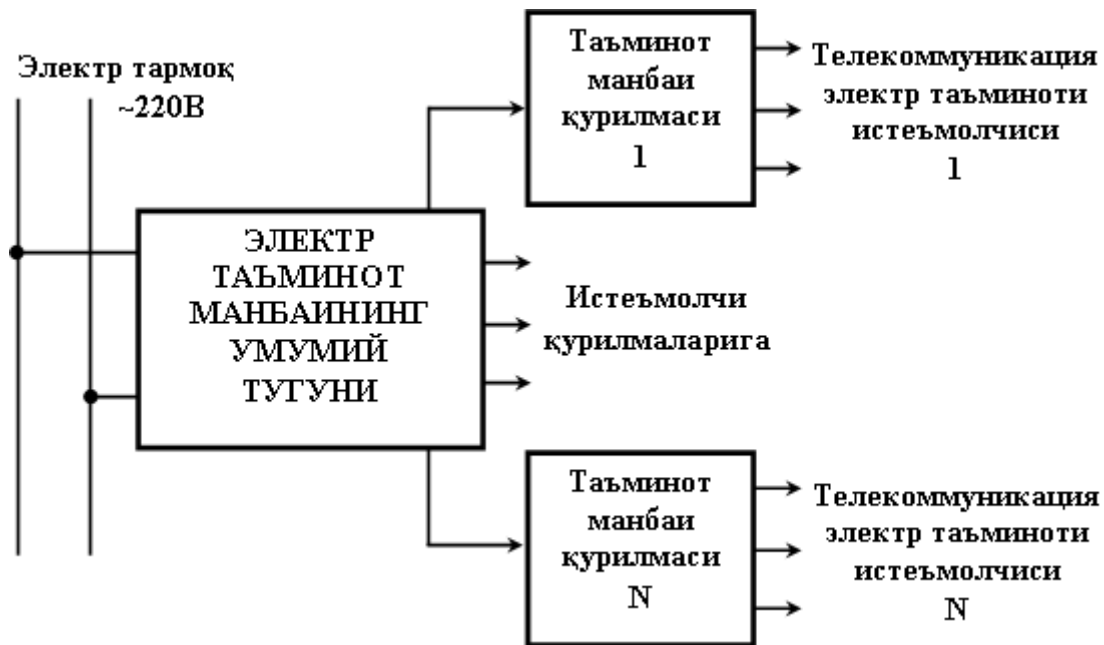 Электр тармоқ
~220В
Таъминот
манбаи
қурилмаси
1
Телекоммуникация
электр таъминоти
истеъмолчиси
1
ЭЛЕКТР
ТАЪМИНОТ
МАНБАИНИНГ
УМУМИЙ
ТУГУНИ
Истеъмолчи
қурилмаларига
Таъминот
манбаи
қурилмаси
N
Телекоммуникация
электр таъминоти
истеъмолчиси
N